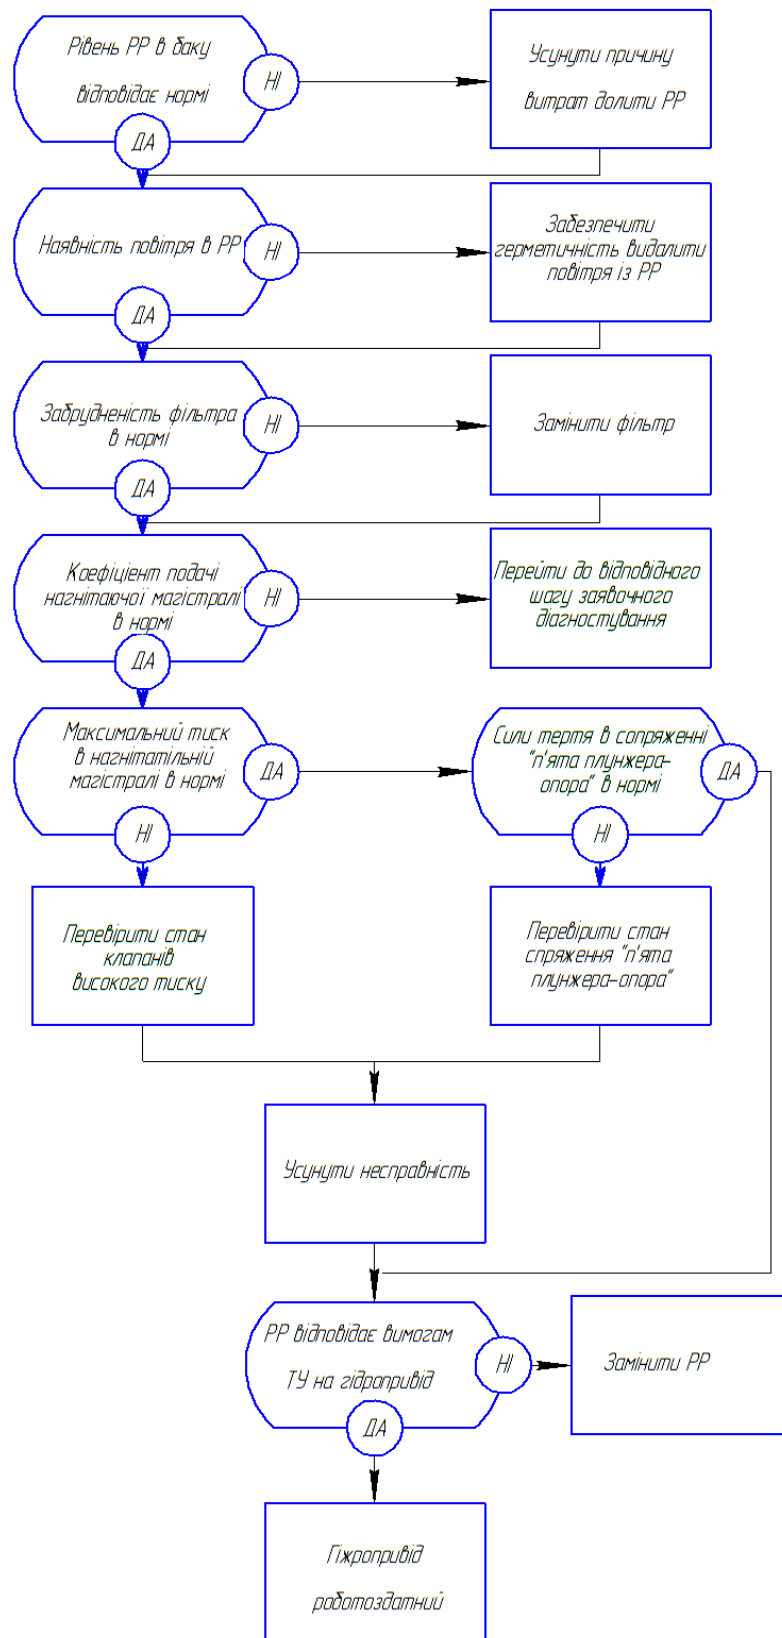 Рівень РР в баку
відповідає нормі
НІ
ДА
Усунути причину
витрат долити РР
Наявність повітря в РР
НІ
ДА
Забезпечити
герметичність видалити
повітря із РР
Забрудненість фільтра
в нормі
НІ
ДА
Замінити фільтр
Коефіціент подачі
нагнітаючої магістралі
в нормі
НІ
ДА
Перейти до відповідного
шагу заявочного
діагностування
Максимальний тиск
в нагнітатільній
магістралі в нормі
ДА
НІ
Сили тертя в сопряженні
"п'ята плунжера-
опора" в нормі
ДА
НІ
Перевірити стан
клапанів
високого тиску
Перевірити стан
спряження "п'ята
плунжера-опора"
Усунути несправність
РР відповідає вимогам
ТУ на гідропривід
НІ
ДА
Замінити РР
Гіжропривід
роботоздатний